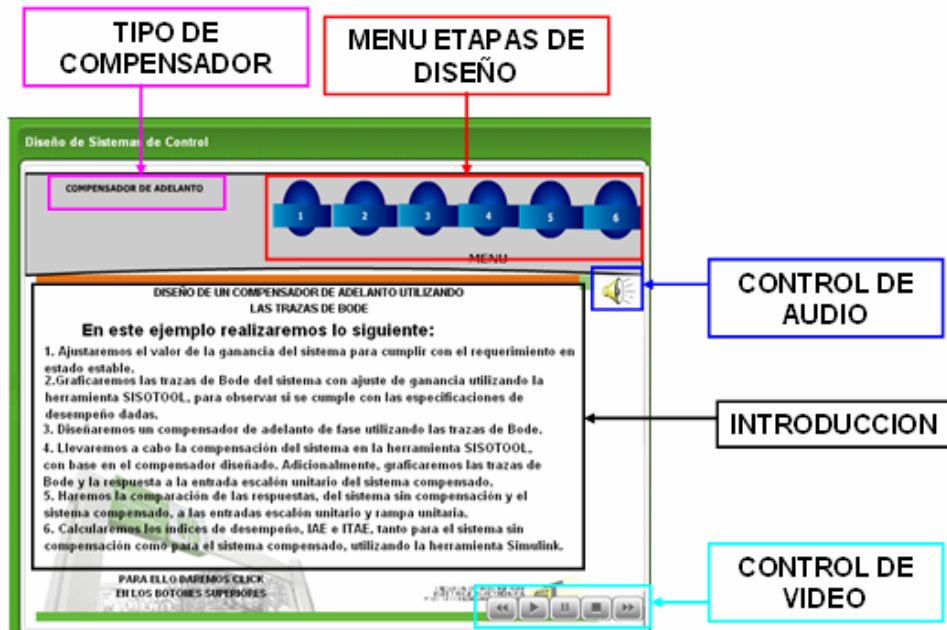 TIPO DE
COMPENSADOR
MENU ETAPAS DE
DISEÑO
Diseño de Sistemas de Control
COMPENSADOR DE ADELANTO
1 2 3 4 5 6
MENU
DISEÑO DE UN COMPENSADOR DE ADELANTO UTILIZANDO
LAS TRAZAS DE BODE
En este ejemplo realizaremos lo siguiente:
1. Ajustaremos el valor de la ganancia del sistema para cumplir con el requerimiento en
estado estable.
2.Graficaremos las trazas de Bode del sistema con ajuste de ganancia utilizando la
herramienta SISOTOOL, para observar si se cumple con las especificaciones de
desempeño dadas.
3. Diseñaremos un compensador de adelanto de fase utilizando las trazas de Bode.
4. Llevaremos a cabo la compensación del sistema en la herramienta SISOTOOL,
con base en el compensador diseñado. Adicionalmente, graficaremos las trazas de
Bode y la respuesta a la entrada escalón unitario del sistema compensado.
5. Haremos la comparación de las respuestas, del sistema sin compensación y el
sistema compensado, a las entradas escalón unitario y rampa unitaria.
6. Calcularemos los índices de desempeño, IAE e ITAE, tanto para el sistema sin
compensación como para el sistema compensado, utilizando la herramienta Simulink.
PARA ELLO DAREMOS CLICK
EN LOS BOTONES SUPERIORES
CONTROL DE
AUDIO
INTRODUCCION
CONTROL DE
VIDEO